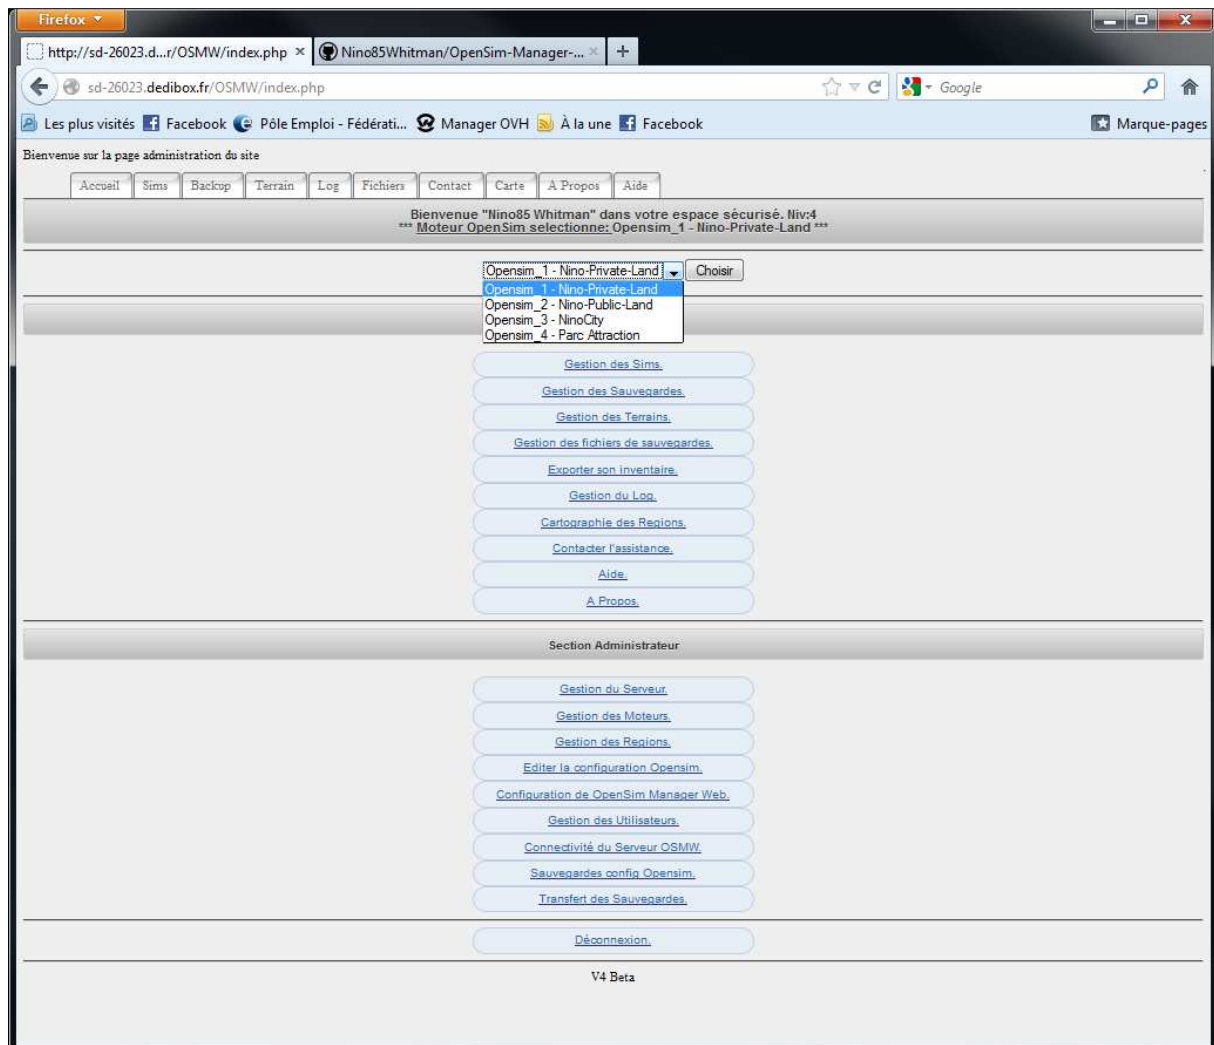 Firefox
http://sd-26023.d...r/OSMW/index.php × Nino85Whitman/OpenSim-Manager-... × +
sd-26023.dedibox.fr/OSMW/index.php Google
Les plus visités Facebook Pôle Emploi - Fédérati... Manager OVH À la une Facebook Marque-pages
Bienvenue sur la page administration du site
Accueil Sims Backup Terrain Log Fichiers Contact Carte A Propos Aide
Bienvenue "Nino85 Whitman" dans votre espace sécurisé. Niv:4
*** Moteur OpenSim selectionne: Opensim_1 - Nino-Private-Land ***
Opensim_1 - Nino-Private-Land Choisir
Opensim_1 - Nino-Private-Land
Opensim_2 - Nino-Public-Land
Opensim_3 - NinoCity
Opensim_4 - Parc Attraction
Gestion des Sims.
Gestion des Sauvegardes.
Gestion des Terrains.
Gestion des fichiers de sauvegardes.
Exporter son inventaire.
Gestion du Log.
Cartographie des Regions.
Contacter l'assistance.
Aide.
A Propos.
Section Administrateur
Gestion du Serveur.
Gestion des Moteurs.
Gestion des Regions.
Editer la configuration Opensim.
Configuration de OpenSim Manager Web.
Gestion des Utilisateurs.
Connectivité du Serveur OSMW.
Sauvegardes config Opensim.
Transfert des Sauvegardes.
Déconnexion.
V4 Beta